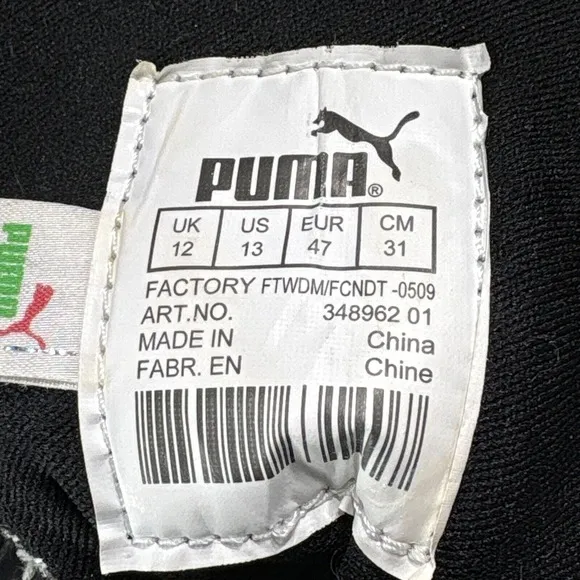 PUMA®
UK US EUR CM
12 13 47 31
FACTORY FTWDM/FCNDT -0509
ART.NO. 348962 01
MADE IN China
FABR. EN Chine
PUMA